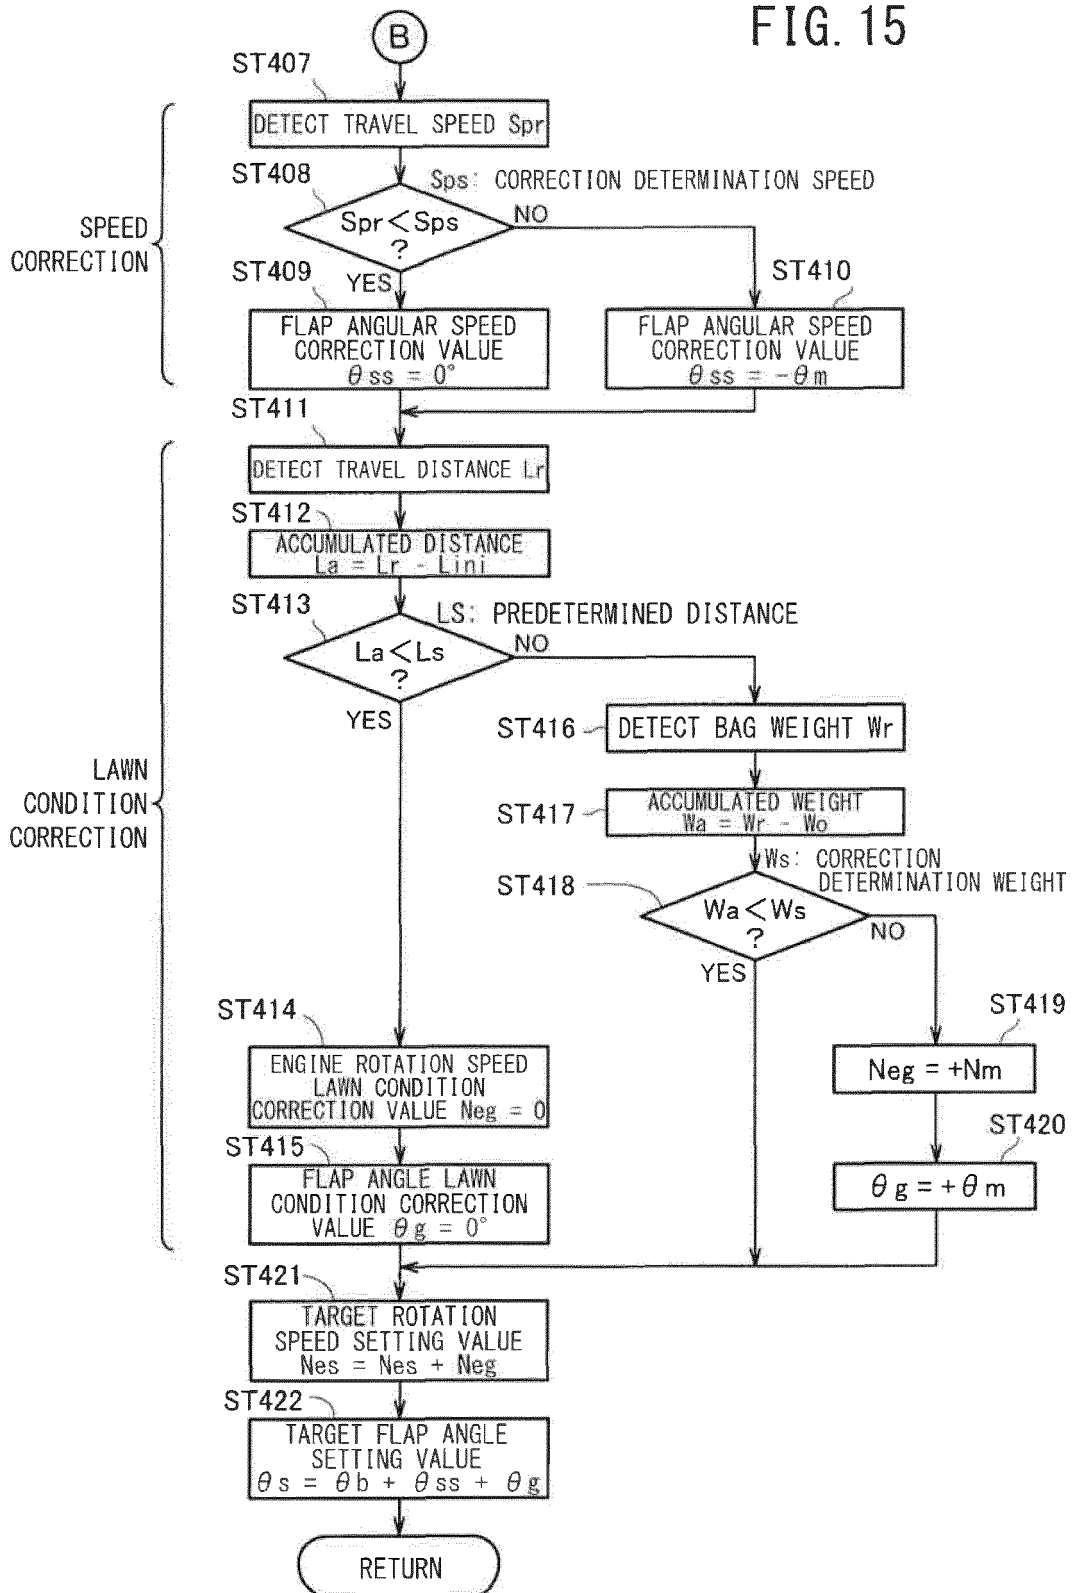 FIG. 15
B
ST407
DETECT TRAVEL SPEED Spr
ST408
Sps: CORRECTION DETERMINATION SPEED
Spr<Sps
?
NO
YES
SPEED
CORRECTION
ST409
FLAP ANGULAR SPEED
CORRECTION VALUE
θss = 0°
ST410
FLAP ANGULAR SPEED
CORRECTION VALUE
θss = -θm
ST411
DETECT TRAVEL DISTANCE Lr
ST412
ACCUMULATED DISTANCE
La = Lr - Lini
ST413
LS: PREDETERMINED DISTANCE
La<Ls
?
NO
YES
ST416
DETECT BAG WEIGHT Wr
LAWN
CONDITION
CORRECTION
ST417
ACCUMULATED WEIGHT
Wa = Wr - Wo
Ws: CORRECTION
DETERMINATION WEIGHT
ST418
Wa<Ws
?
NO
YES
ST414
ENGINE ROTATION SPEED
LAWN CONDITION
CORRECTION VALUE Neg = 0
ST419
Neg = +Nm
ST415
FLAP ANGLE LAWN
CONDITION CORRECTION
VALUE θg = 0°
ST420
θg = +θm
ST421
TARGET ROTATION
SPEED SETTING VALUE
Nes = Nes + Neg
ST422
TARGET FLAP ANGLE
SETTING VALUE
θs = θb + θss + θg
RETURN